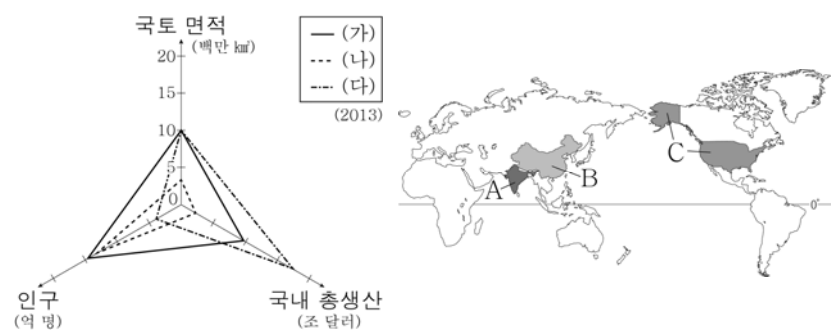 국토 면적
(백만 ㎢)
20
15
10
5
0
인구
(억 명)
국내 총생산
(조 달러)
(가)
(나)
(다)
(2013)
A
B
C
0°